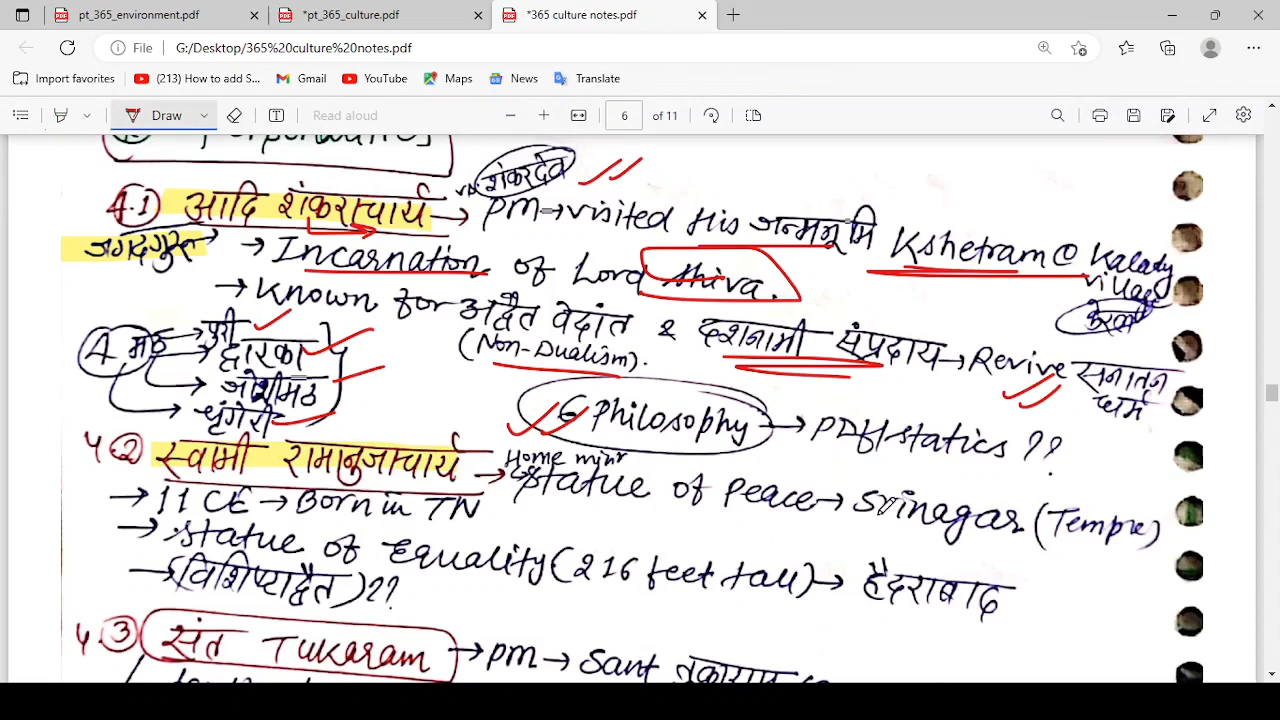 pt_365_environment.pdf
*pt_365_culture.pdf
*365 culture notes.pdf
File G:/Desktop/365%20culture%20notes.pdf
Import favorites (213) How to add S... Gmail YouTube Maps News Translate
Draw Read aloud 6 of 11
शंकरदेव
4.1) आदि शंकराचार्य → PM → visited His जन्मभूमि Kshetram @ Kalady village
जगदगुरु → Incarnation of Lord Shiva.
केरल
→ Known for अद्वैत वेदांत & दशनामी संप्रदाय → Revive सनातन धर्म
(Non-Dualism).
4 मठ → पुरी
→ द्वारका
→ जोशीमठ
→ श्रृंगेरी
6 Philosophy → PDF/statics ??
4 ② स्वामी रामानुजाचार्य → Statue of Peace → Srinagar (Temple)
→ 11 CE → Born in TN
→ Statue of Equality (216 feet tall) → हैदराबाद
→ (विशिष्टाद्वैत) ??
4.③ संत Tukaram → PM → Sant तुकाराम